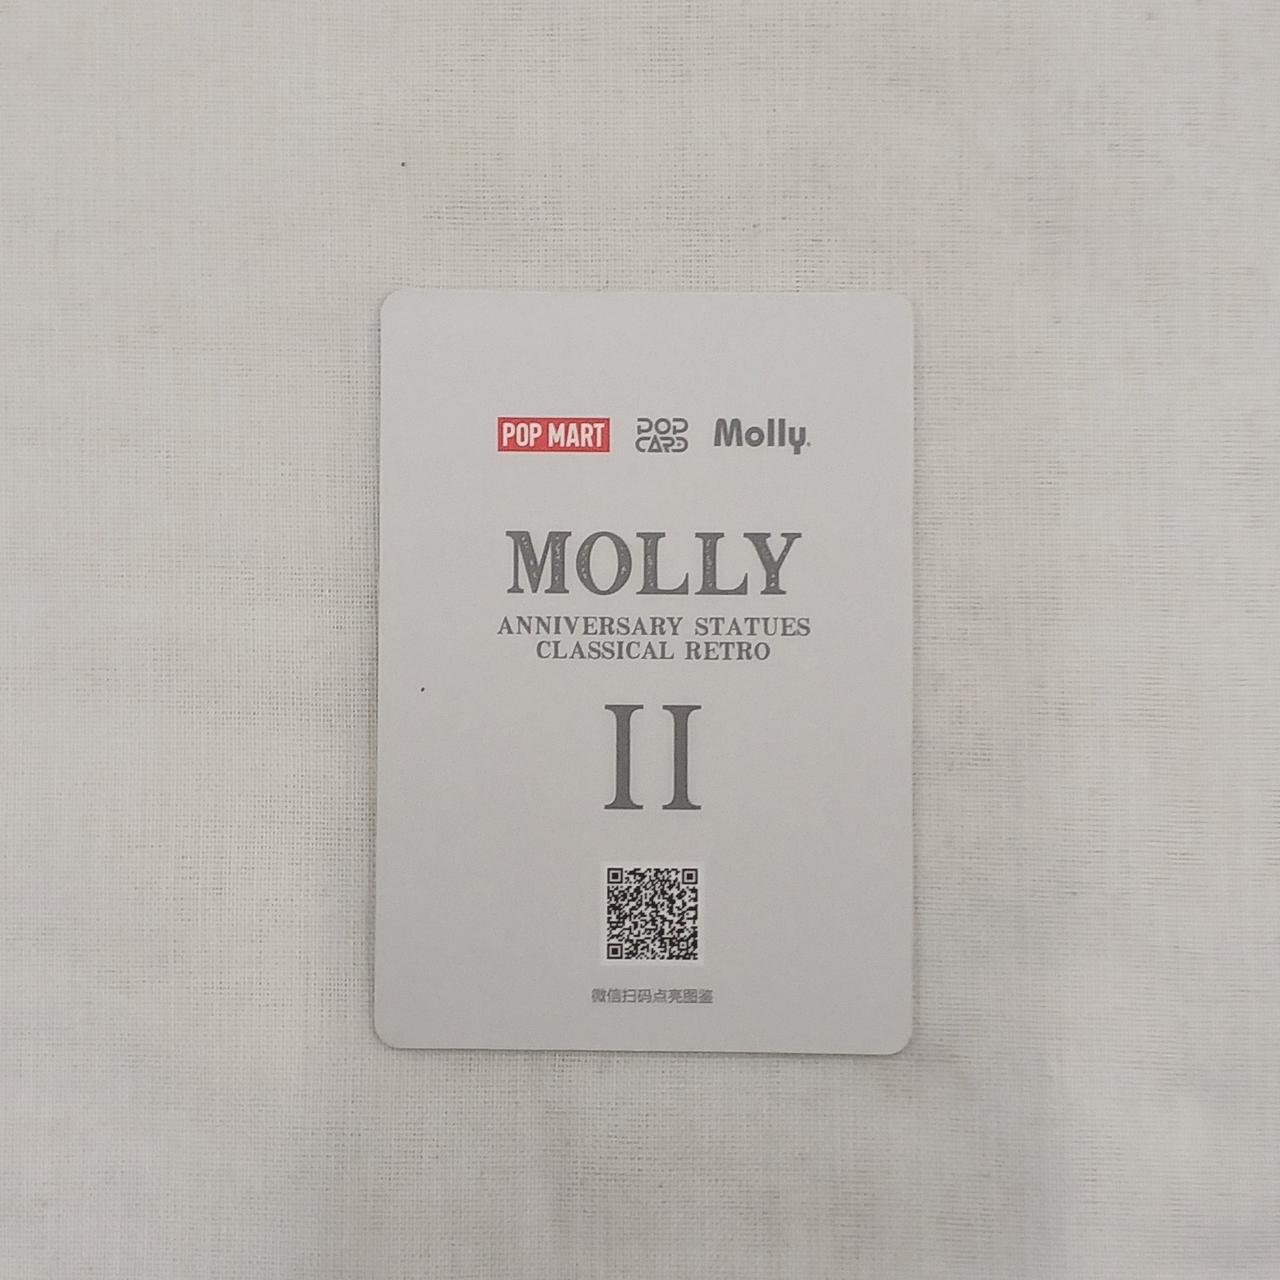 POP MART POP CARD Molly.
MOLLY
ANNIVERSARY STATUES
CLASSICAL RETRO
II
微信扫码点亮图鉴